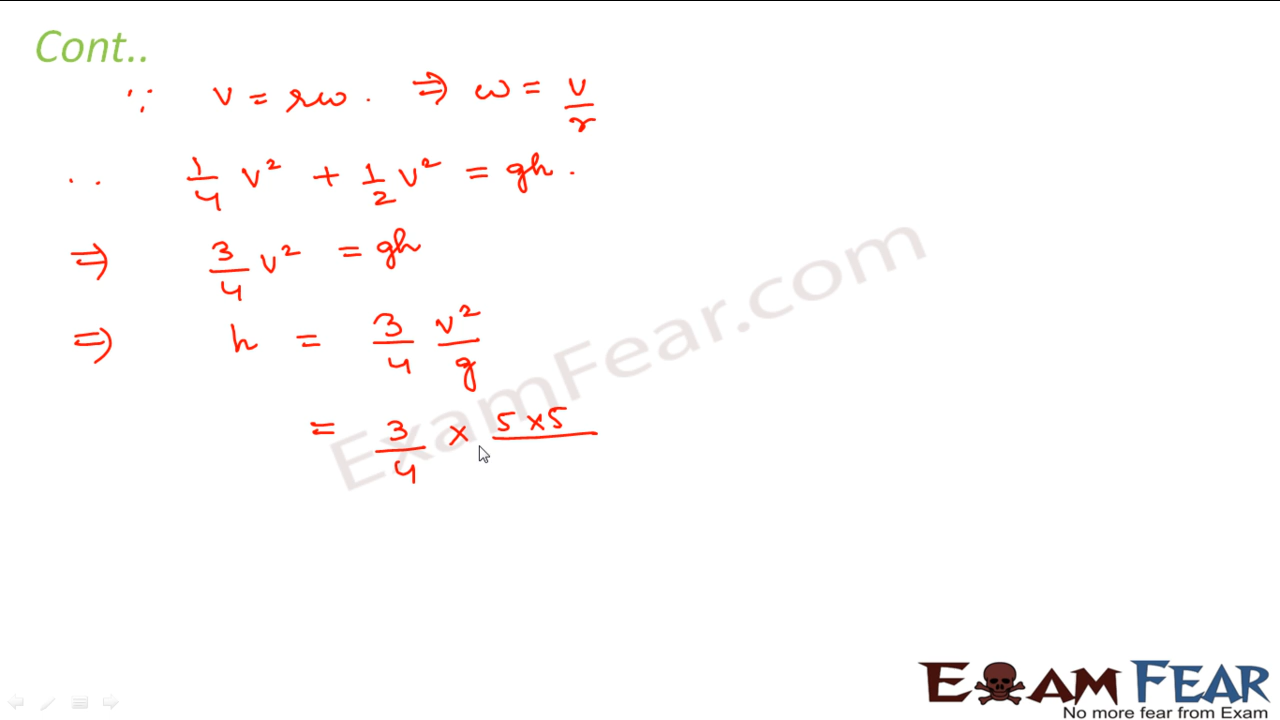 Cont..
∵ v = rω. ⇒ ω = v/r
∴ 1/4 v² + 1/2 v² = gh.
⇒ 3/4 v² = gh
⇒ h = 3/4 v²/g
= 3/4 × 5×5/
ExamFear.com
EXAM FEAR
No more fear from Exam